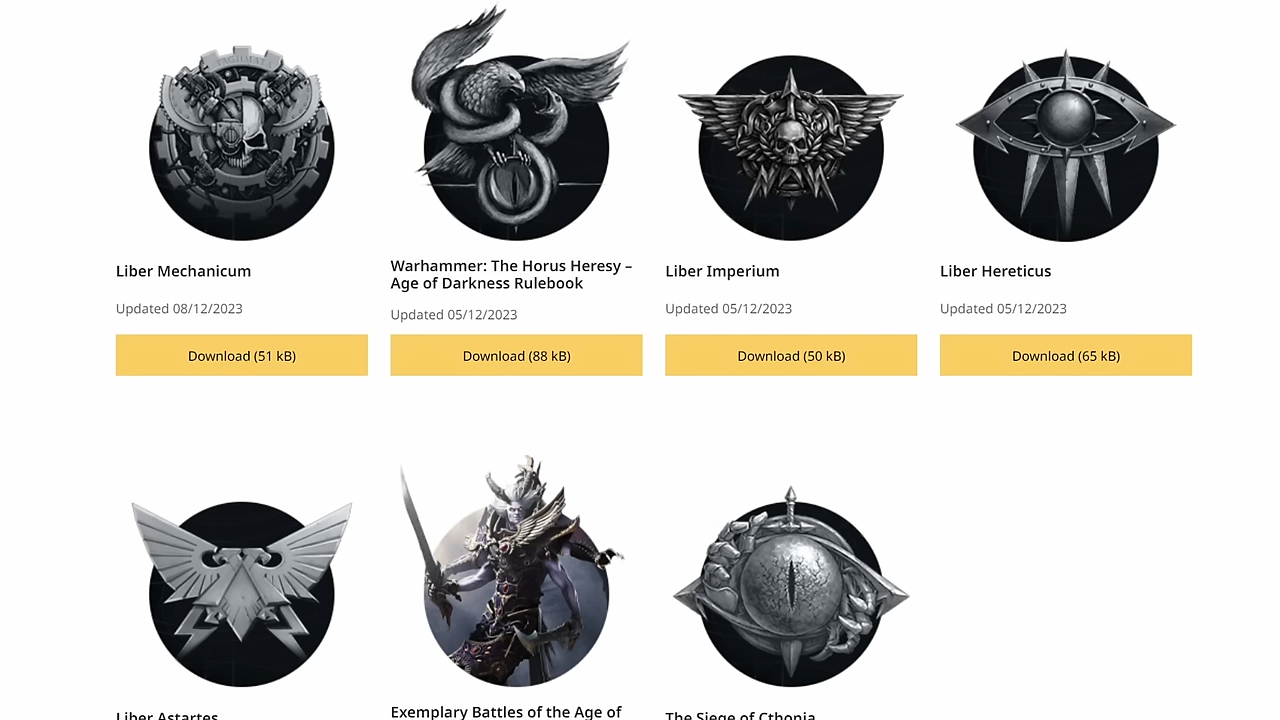 Liber Mechanicum
Updated 08/12/2023
Download (51 kB)
Warhammer: The Horus Heresy –
Age of Darkness Rulebook
Updated 05/12/2023
Download (88 kB)
Liber Imperium
Updated 05/12/2023
Download (50 kB)
Liber Hereticus
Updated 05/12/2023
Download (65 kB)
Liber Astartes
Exemplary Battles of the Age of
The Siege of Cthonia